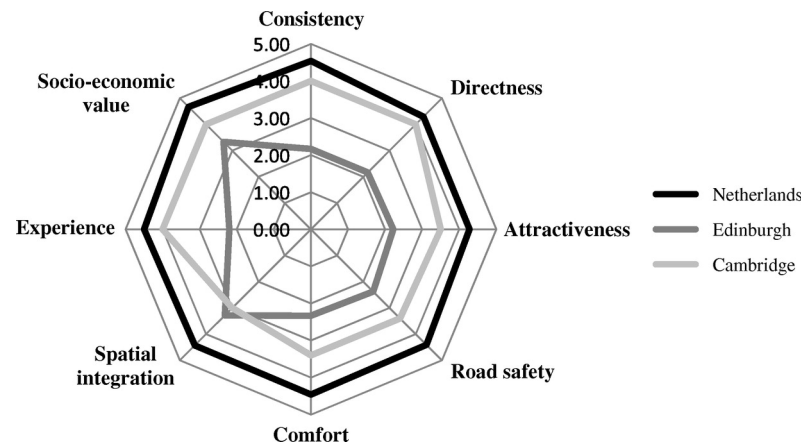 Consistency
5.00
4.00
3.00
2.00
1.00
0.00
Directness
Attractiveness
Road safety
Comfort
Spatial
integration
Experience
Socio-economic
value
Netherlands
Edinburgh
Cambridge